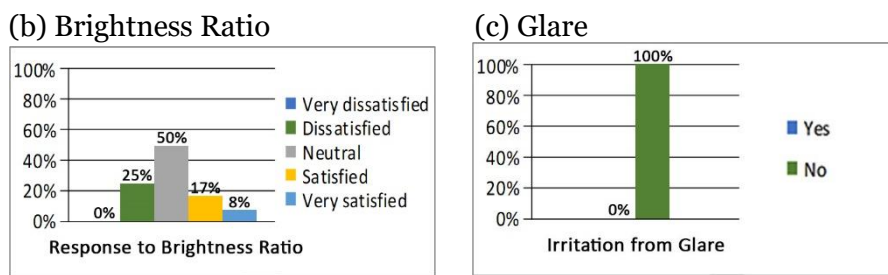 (b) Brightness Ratio
100%
80%
60%
40%
20%
0%
0%
25%
50%
17%
8%
Very dissatisfied
Dissatisfied
Neutral
Satisfied
Very satisfied
Response to Brightness Ratio
(c) Glare
100%
80%
60%
40%
20%
0%
0%
100%
Yes
No
Irritation from Glare